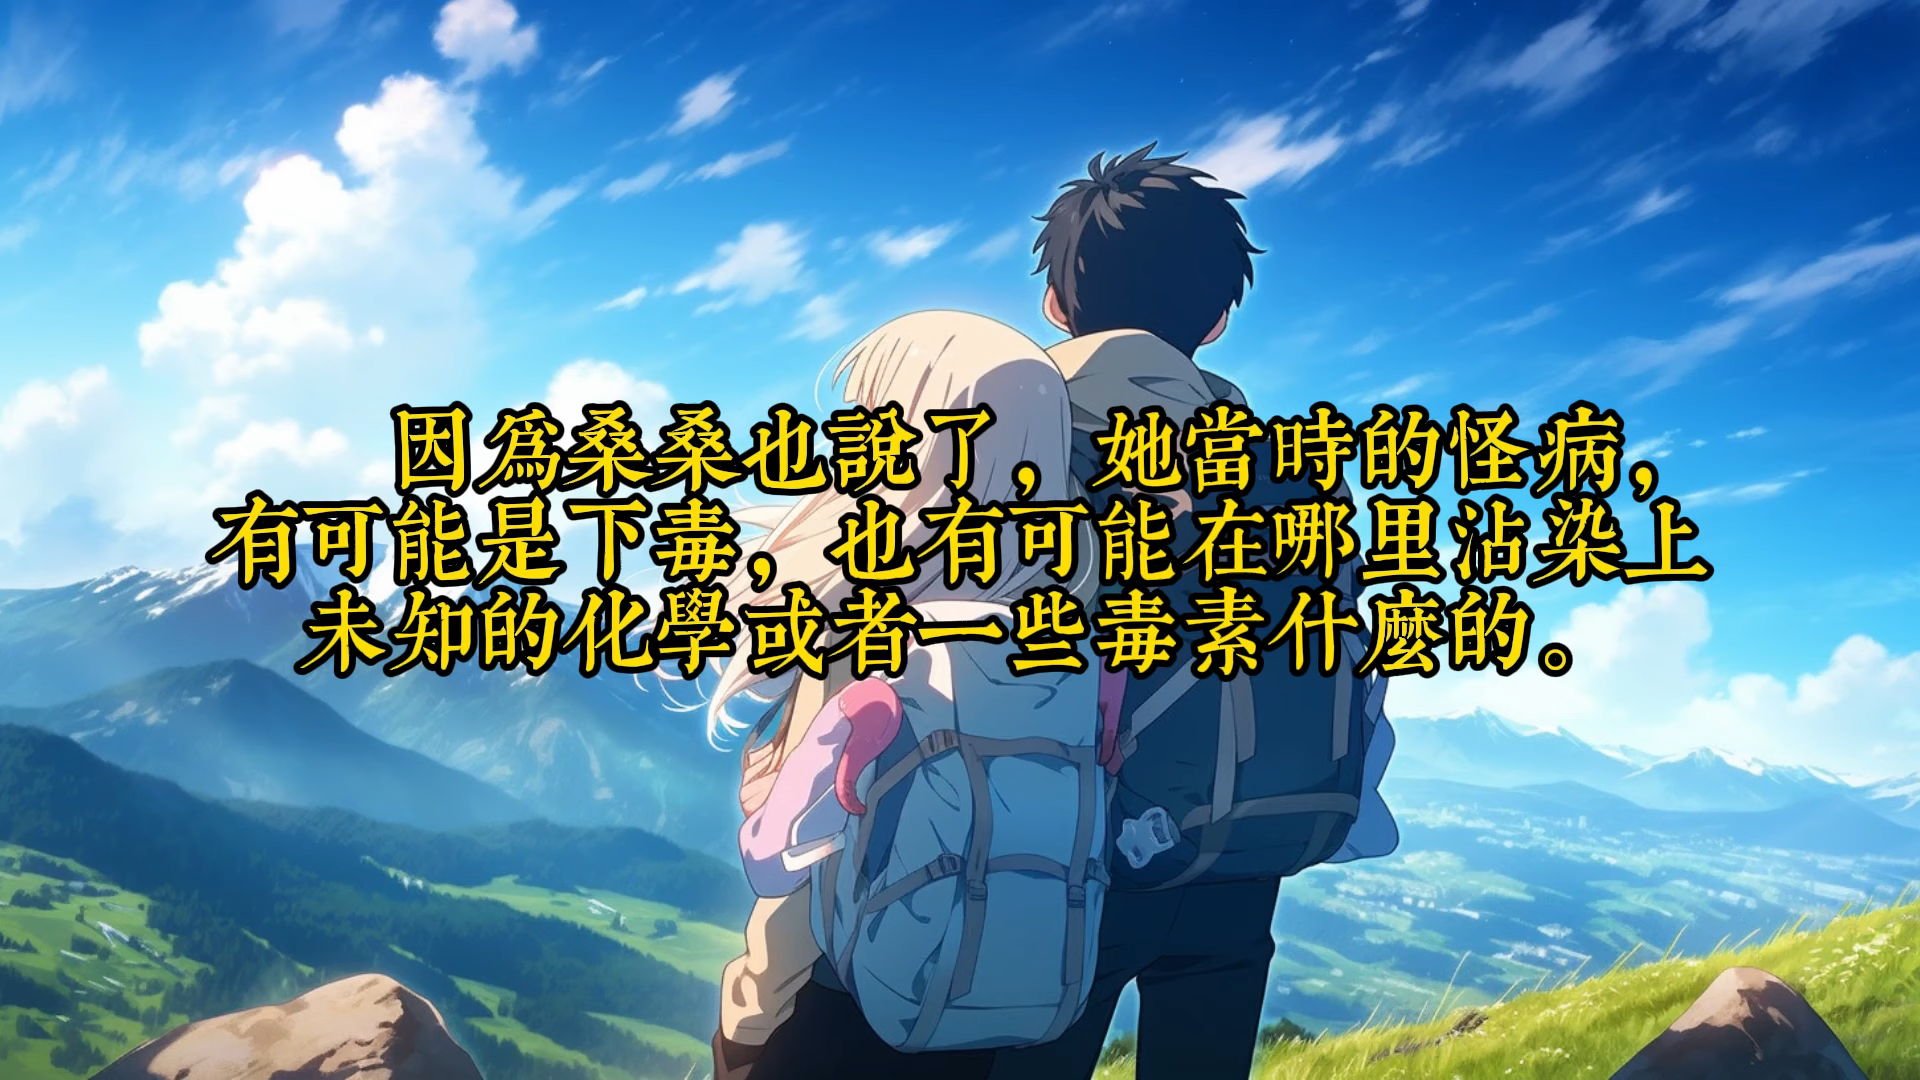 因爲桑桑也說了，她當時的怪病，
有可能是下毒，也有可能在哪里沾染上
未知的化學或者一些毒素什麼的。